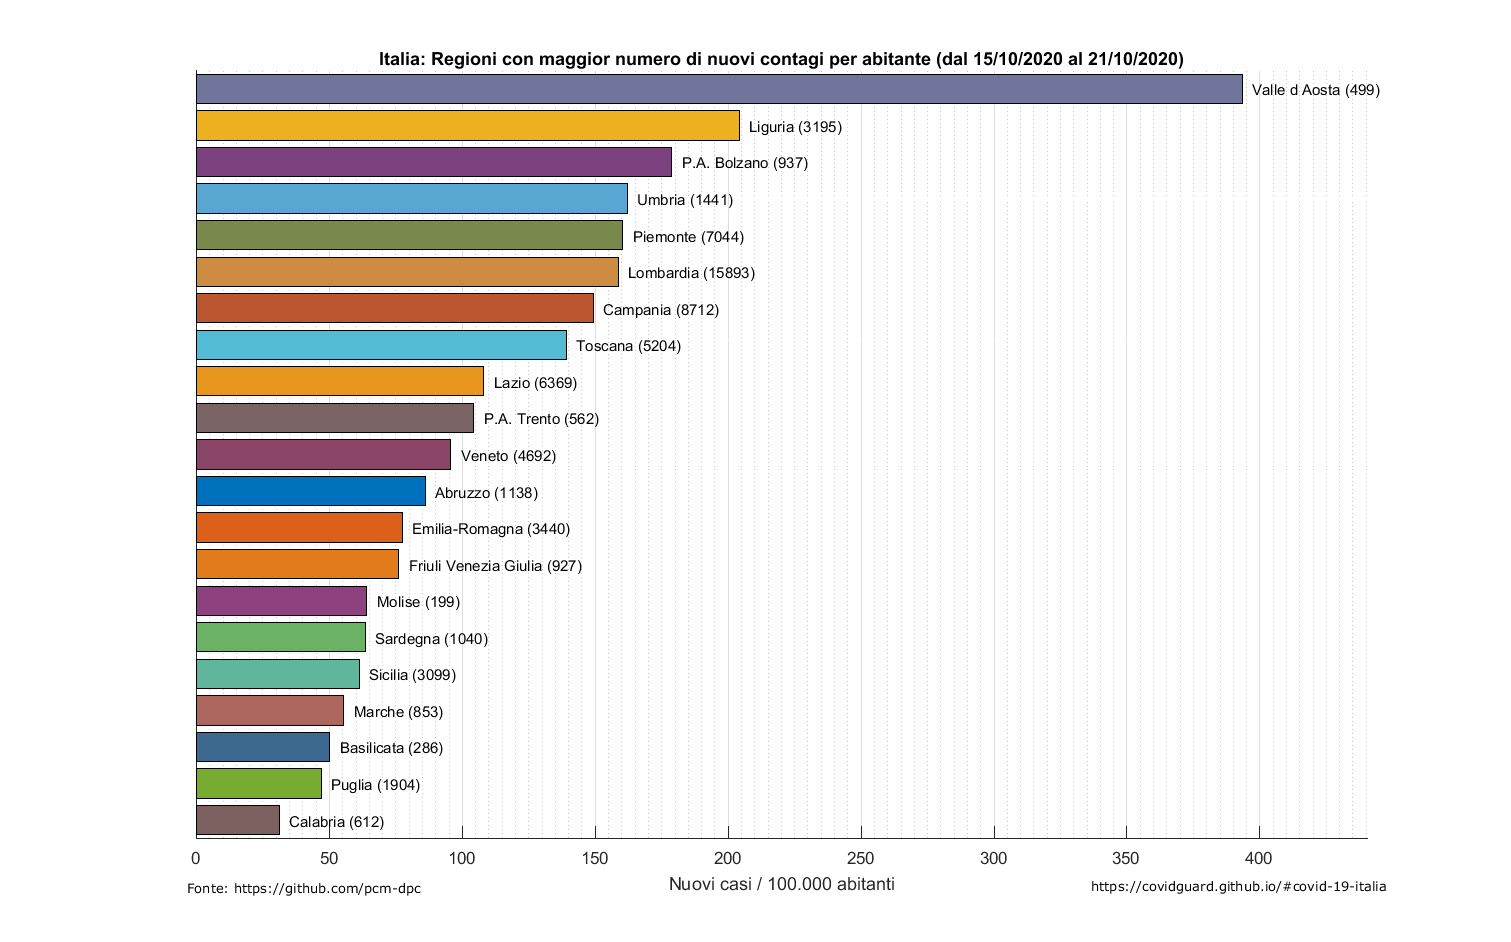 Italia: Regioni con maggior numero di nuovi contagi per abitante (dal 15/10/2020 al 21/10/2020)
Valle d Aosta (499)
Liguria (3195)
P.A. Bolzano (937)
Umbria (1441)
Piemonte (7044)
Lombardia (15893)
Campania (8712)
Toscana (5204)
Lazio (6369)
P.A. Trento (562)
Veneto (4692)
Abruzzo (1138)
Emilia-Romagna (3440)
Friuli Venezia Giulia (927)
Molise (199)
Sardegna (1040)
Sicilia (3099)
Marche (853)
Basilicata (286)
Puglia (1904)
Calabria (612)
0 50 100 150 200 250 300 350 400
Nuovi casi / 100.000 abitanti
Fonte: https://github.com/pcm-dpc
https://covidguard.github.io/#covid-19-italia